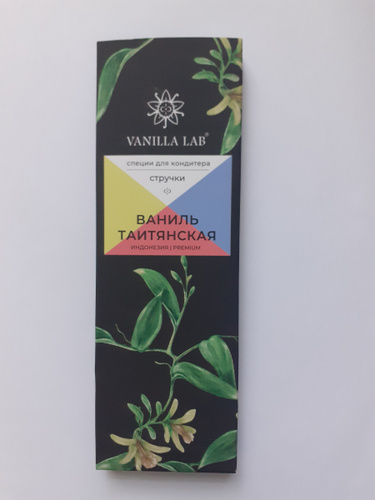 VANILLA LAB®
специи для кондитера
стручки
ВАНИЛЬ
ТАИТЯНСКАЯ
ИНДОНЕЗИЯ | PREMIUM